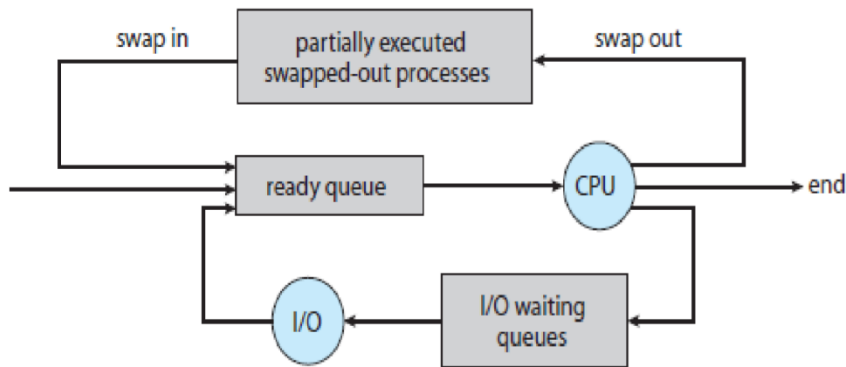 swap in
partially executed
swapped-out processes
swap out
ready queue
CPU
end
I/O
I/O waiting
queues